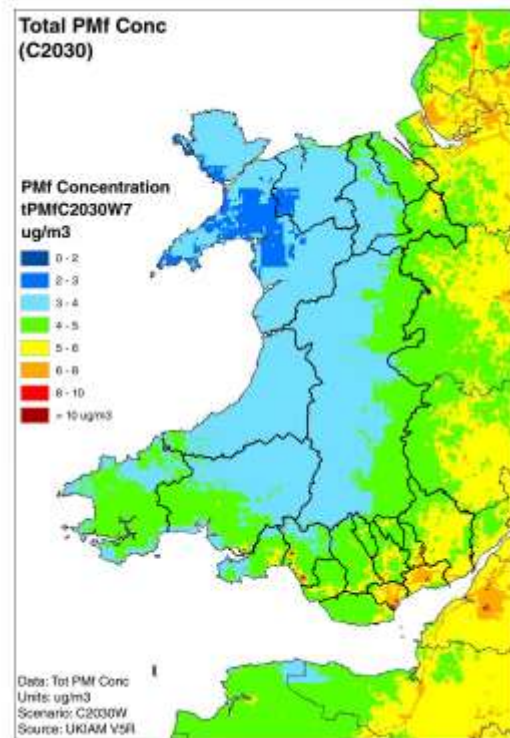 Total PMf Conc
(C2030)
PMf Concentration
tPMfC2030W7
ug/m3
0 - 2
2 - 3
3 - 4
4 - 5
5 - 6
6 - 8
8 - 10
> 10 ug/m3
Data: Tot PMf Conc
Units: ug/m3
Scenario: C2030W
Source: UKIAM V5R